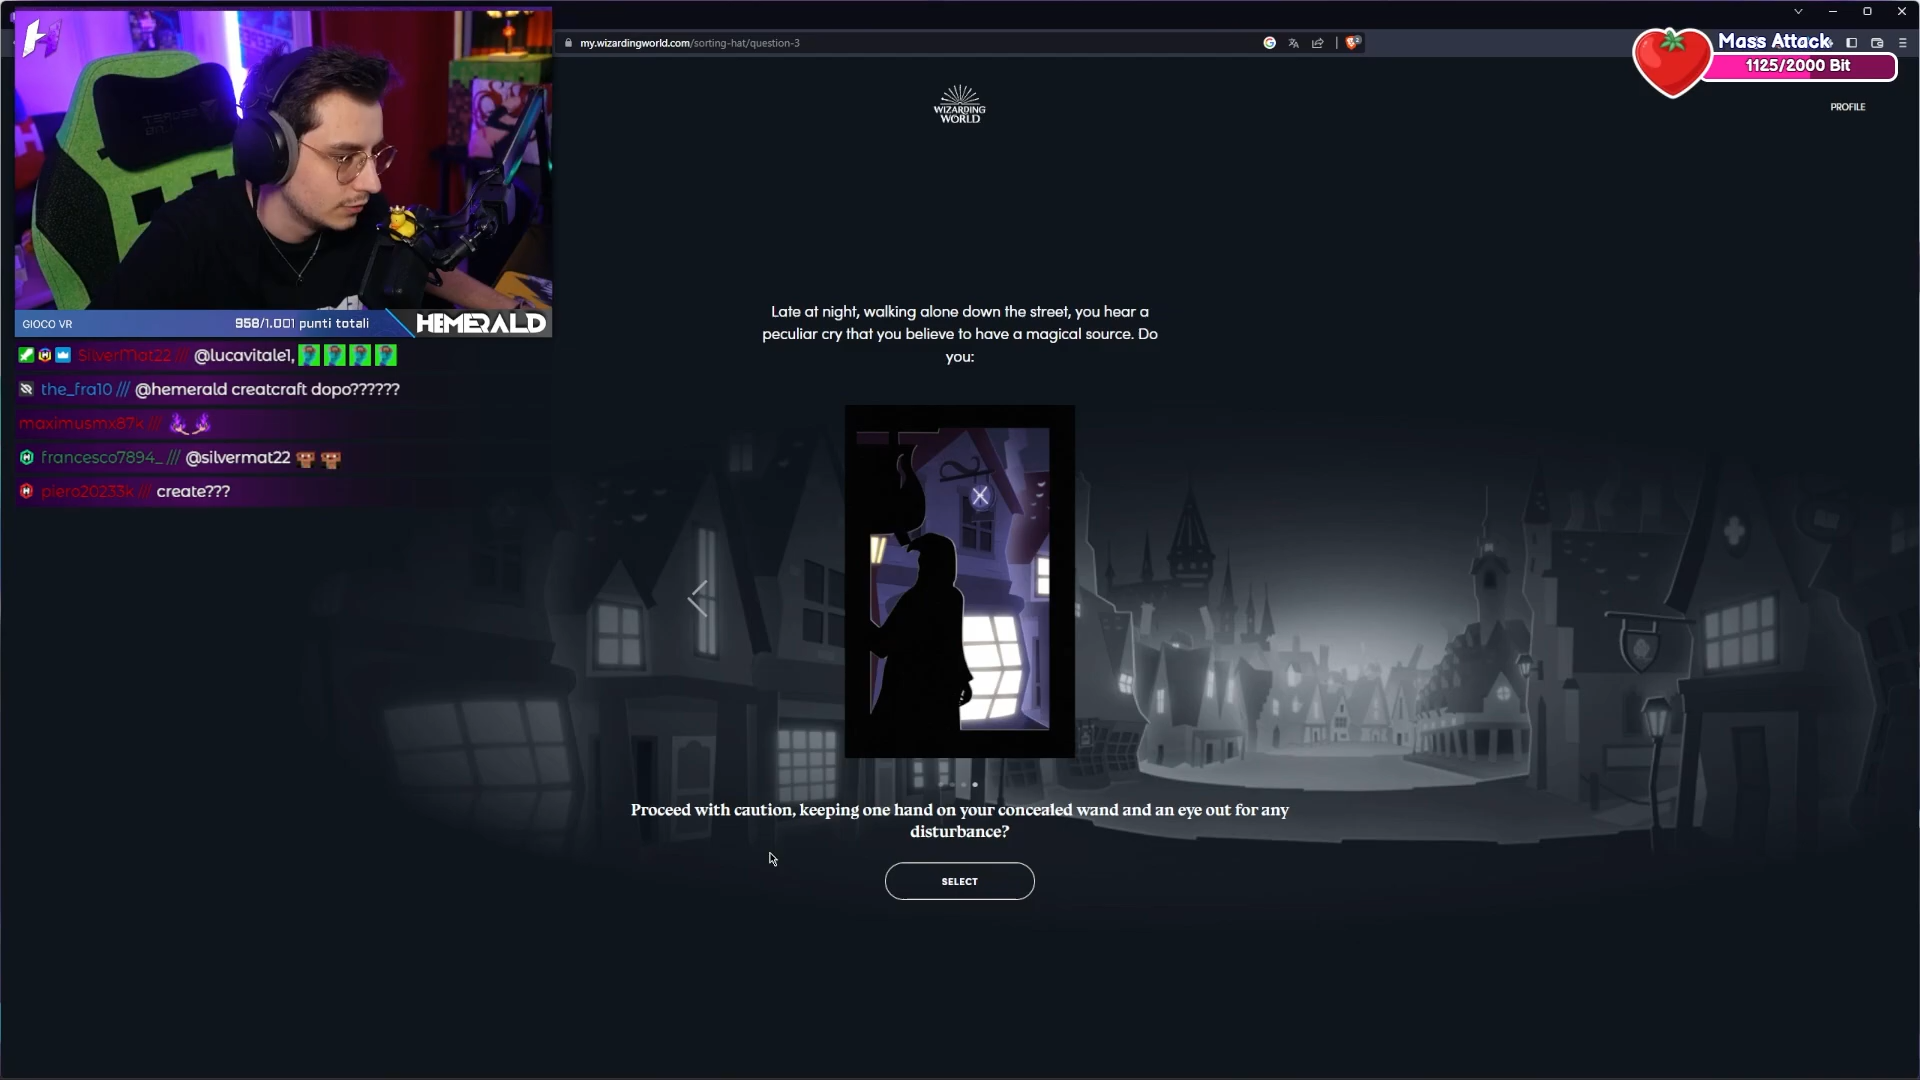 my.wizardingworld.com/sorting-hat/question-3
Mass Attack
1125/2000 Bit
WIZARDING
WORLD
PROFILE
GIOCO VR
958/1.001 punti totali
HEMERALD
SilverMat22 /// @lucavitale1,
the_fra10 /// @hemerald creatcraft dopo??????
maximusmx87k ///
francesco7894_ /// @silvermat22
piero20233k /// create???
Late at night, walking alone down the street, you hear a
peculiar cry that you believe to have a magical source. Do
you:
Proceed with caution, keeping one hand on your concealed wand and an eye out for any
disturbance?
SELECT